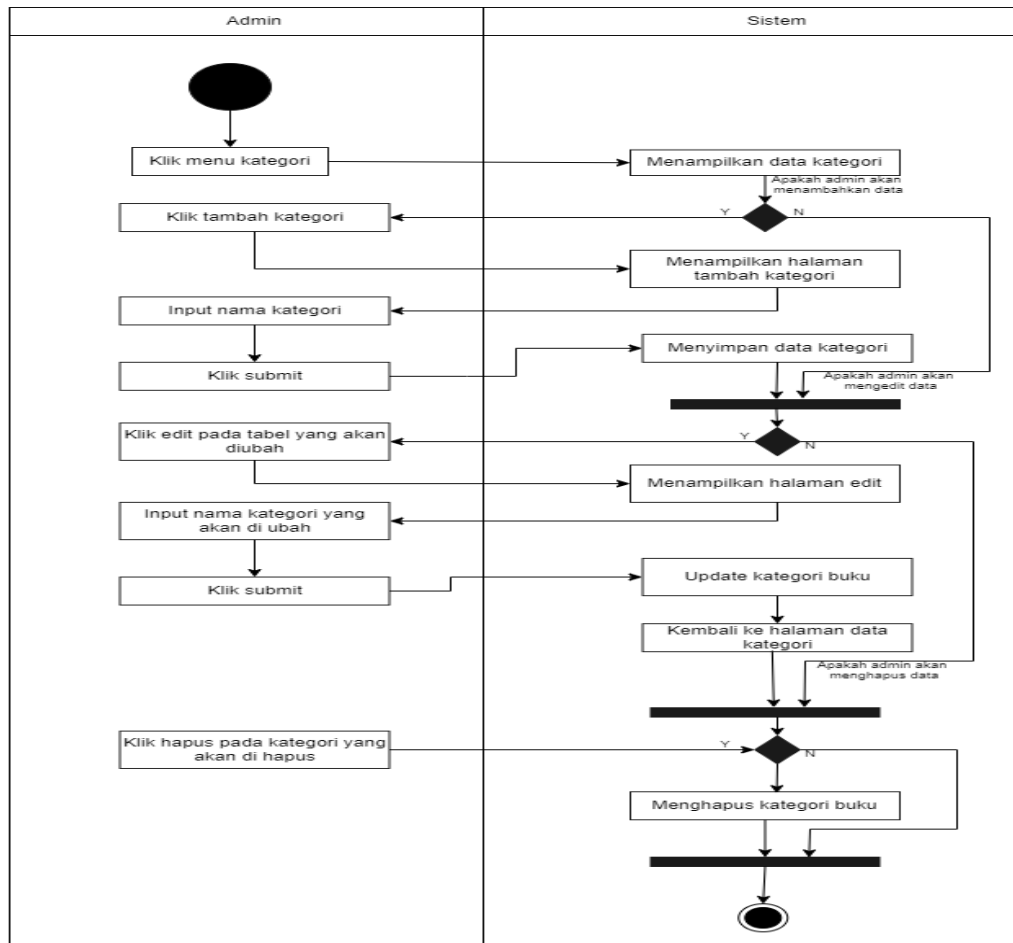 Admin
Sistem
Klik menu kategori
Menampilkan data kategori
Apakah admin akan
menambahkan data
Y
N
Klik tambah kategori
Menampilkan halaman
tambah kategori
Input nama kategori
Klik submit
Menyimpan data kategori
Apakah admin akan
mengedit data
Y
N
Klik edit pada tabel yang akan
diubah
Menampilkan halaman edit
Input nama kategori yang
akan di ubah
Klik submit
Update kategori buku
Kembali ke halaman data
kategori
Apakah admin akan
menghapus data
Klik hapus pada kategori yang
akan di hapus
Y
N
Menghapus kategori buku